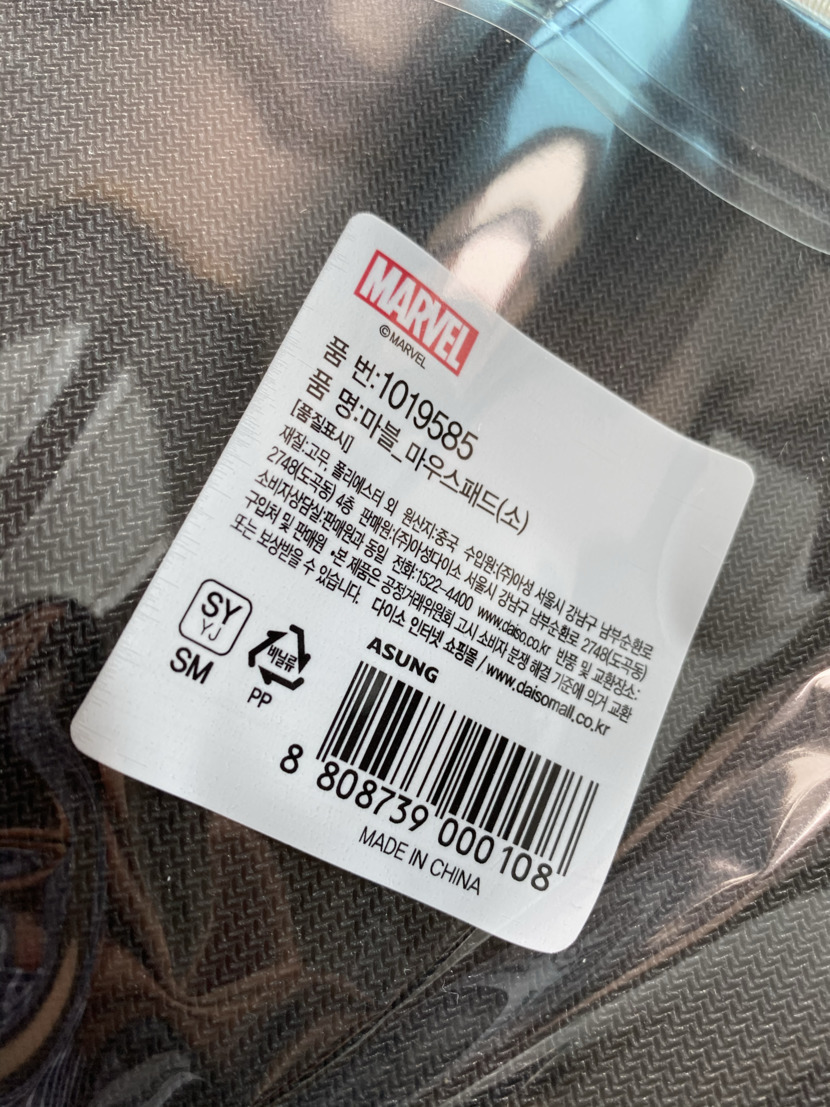 MARVEL
©MARVEL
품 번:1019585
품 명:마블_마우스패드(소)
[품질표시]
재질:고무 폴리에스터 외 원산지:중국 수입원:(주)아성 서울시 강남구 남부순환로
2748(도곡동) 4층 판매원:(주)아성다이소 서울시 강남구 남부순환로 2748(도곡동)
소비자상담실:판매원과 동일 전화:1522-4400 www.daiso.co.kr 반품 및 교환장소:
구입처 및 판매원 •본 제품은 공정거래위원회 고시 소비자 분쟁 해결 기준에 의거 교환
또는 보상받을 수 있습니다. 다이소 인터넷 쇼핑몰 / www.daisomall.co.kr
SY
YJ
SM
비닐류
PP
ASUNG
8 808739 000108
MADE IN CHINA